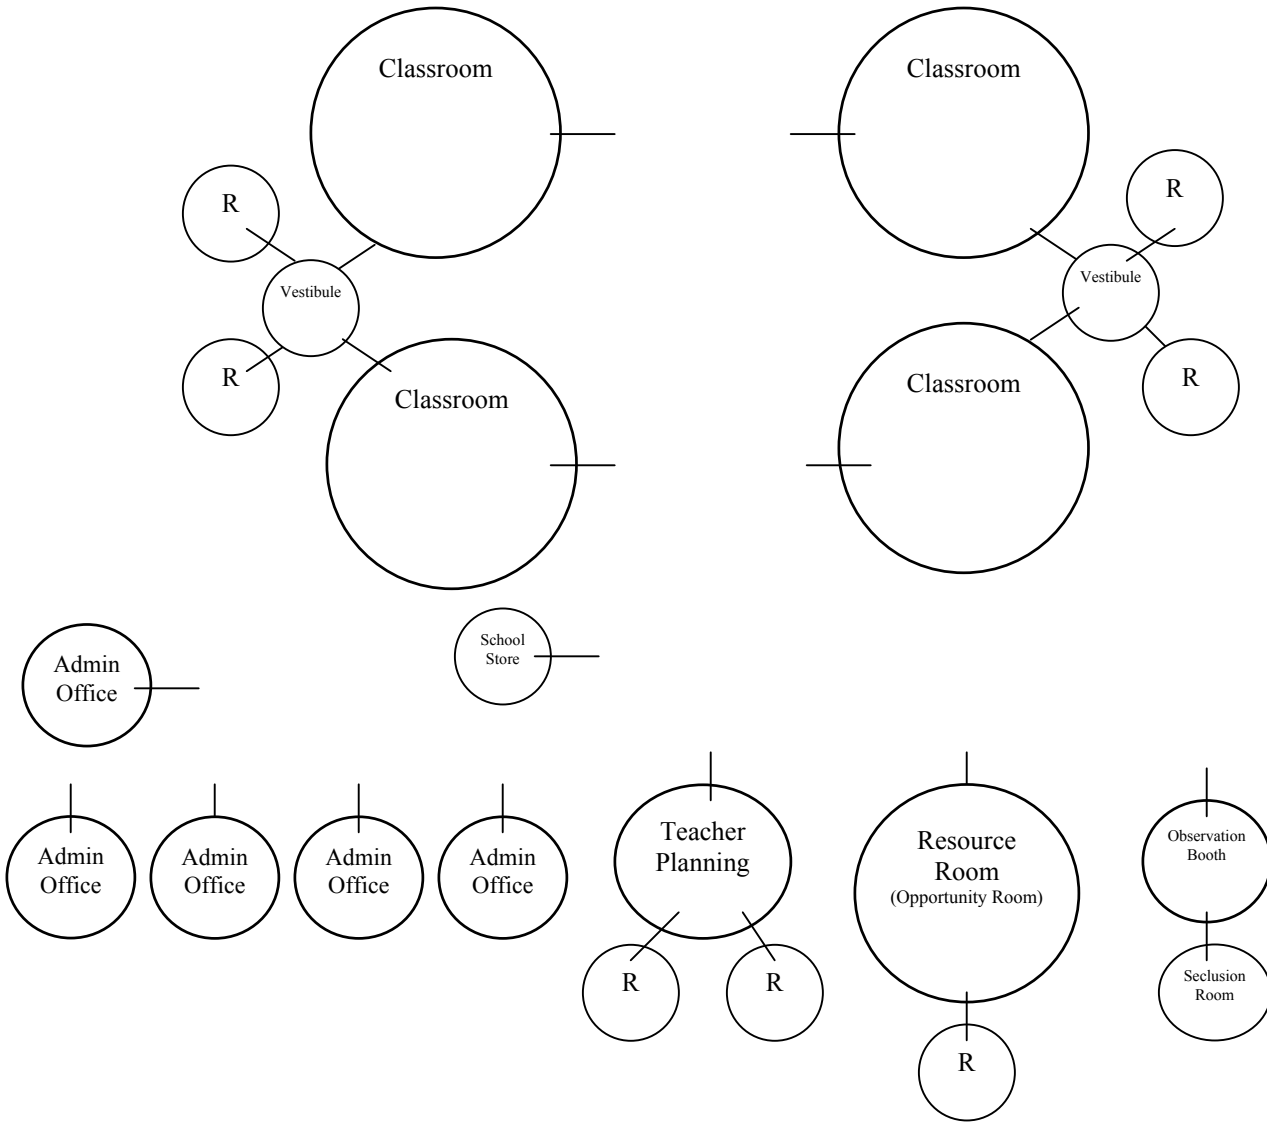 Classroom
Classroom
R
R
Vestibule
Vestibule
R
R
Classroom
Classroom
School
Store
Admin
Office
Teacher
Planning
Resource
Room
(Opportunity Room)
Observation
Booth
Admin
Office
Admin
Office
Admin
Office
Admin
Office
R
R
Seclusion
Room
R